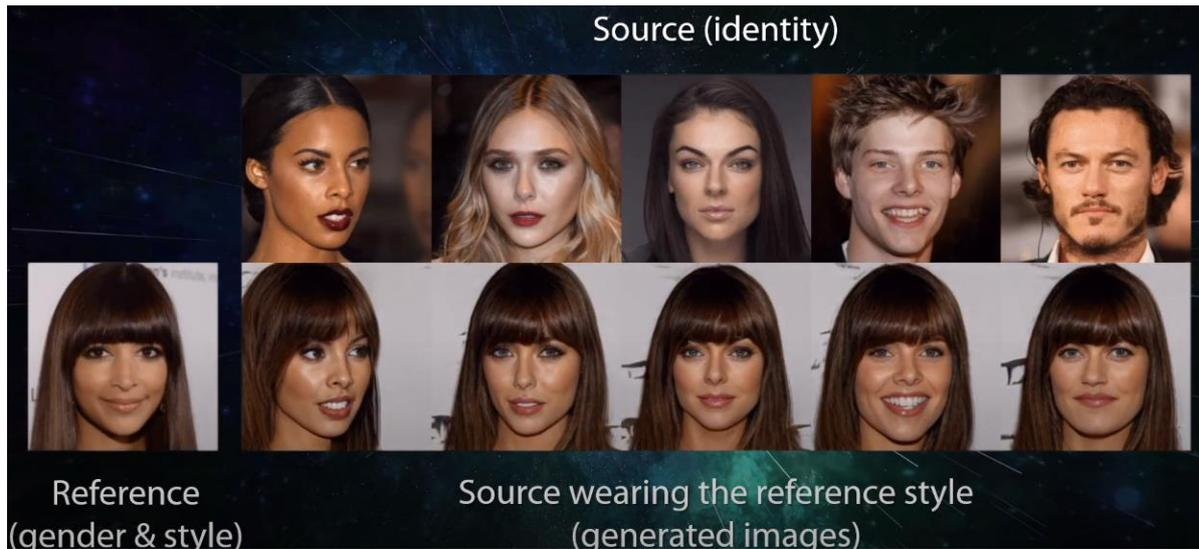 Source (identity)
Reference
(gender & style)
Source wearing the reference style
(generated images)